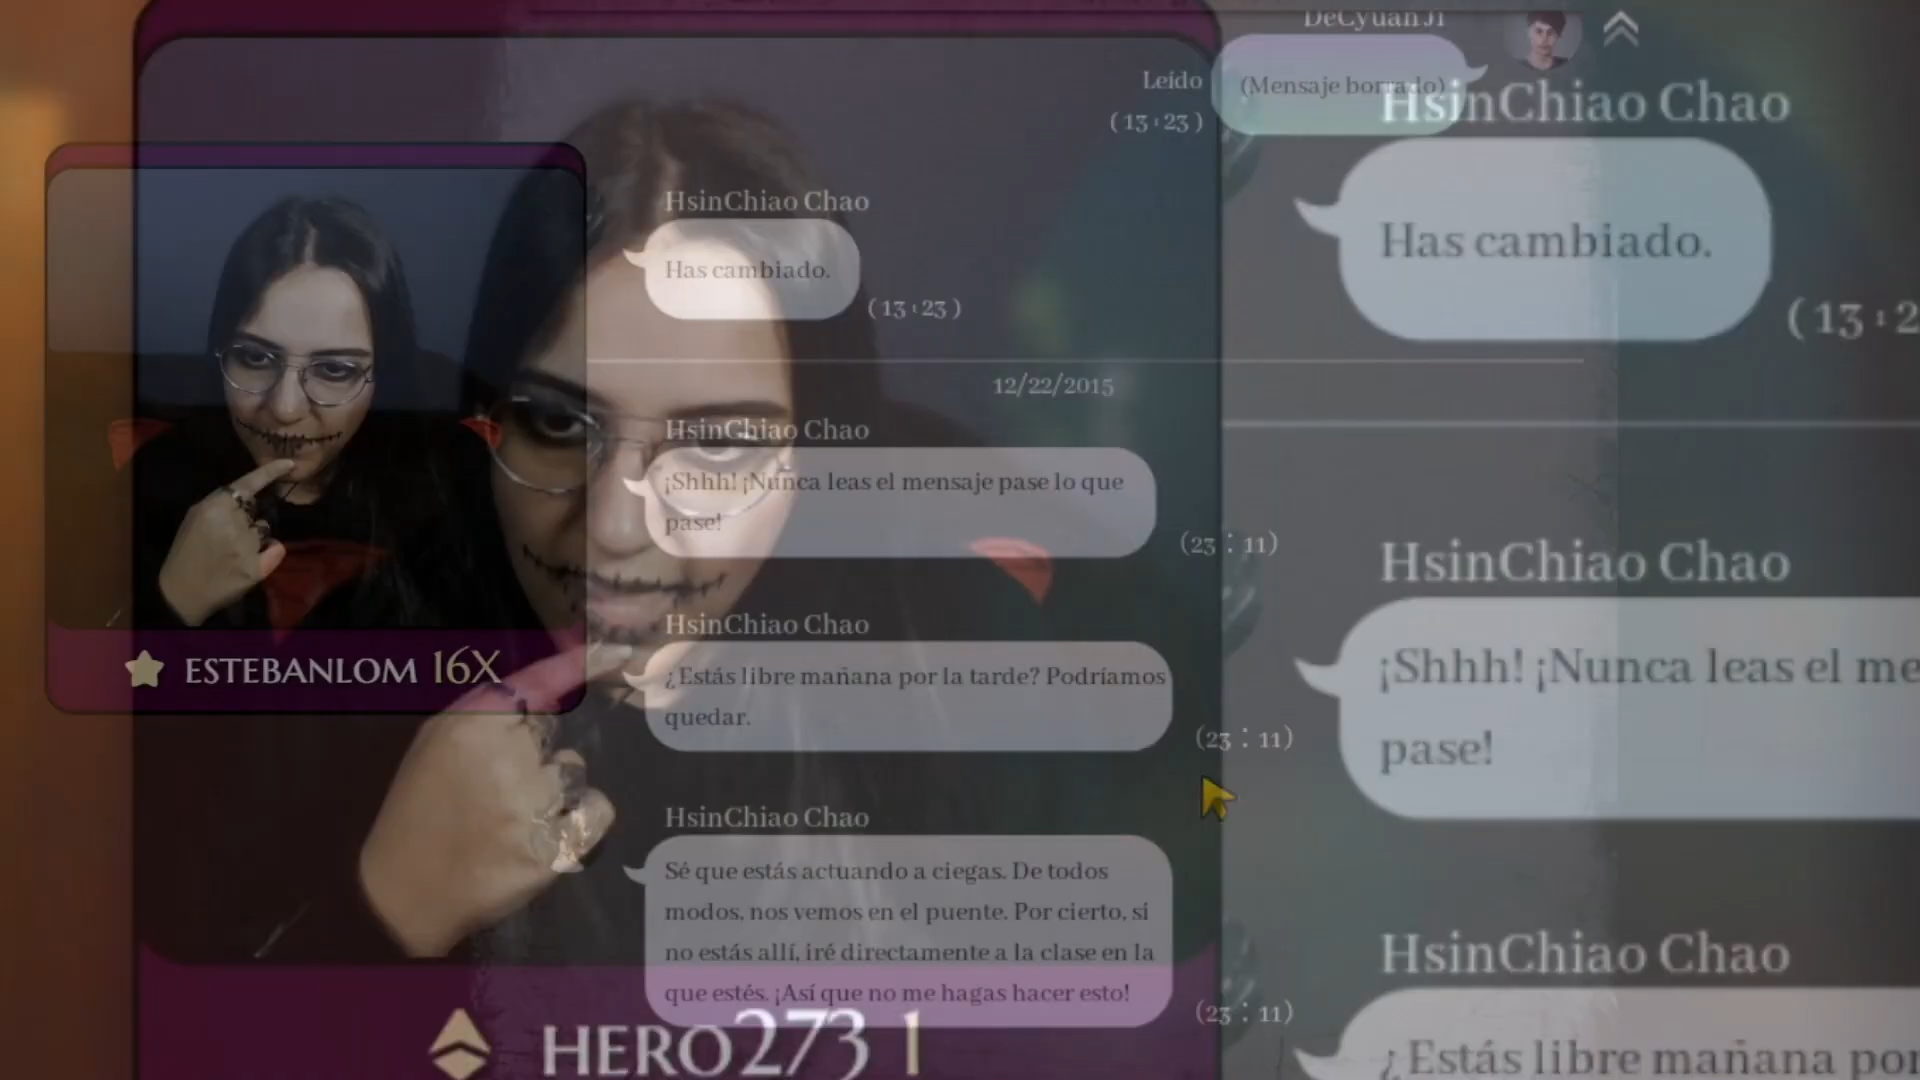 DeCyuanJi
Leído
(Mensaje borrado)
(13:23)
HsinChiao Chao
Has cambiado.
(13:23)
12/22/2015
HsinChiao Chao
¡Shhh! ¡Nunca leas el mensaje pase lo que
pase!
(23:11)
HsinChiao Chao
¿Estás libre mañana por la tarde? Podríamos
quedar.
(23:11)
HsinChiao Chao
Sé que estás actuando a ciegas. De todos
modos, nos vemos en el puente. Por cierto, si
no estás allí, iré directamente a la clase en la
que estés. ¡Así que no me hagas hacer esto!
(23:11)
ESTEBANLOM 16X
HERO273 1
HsinChiao Chao
Has cambiado.
(13:2
HsinChiao Chao
¡Shhh! ¡Nunca leas el me
pase!
HsinChiao Chao
¿Estás libre mañana por